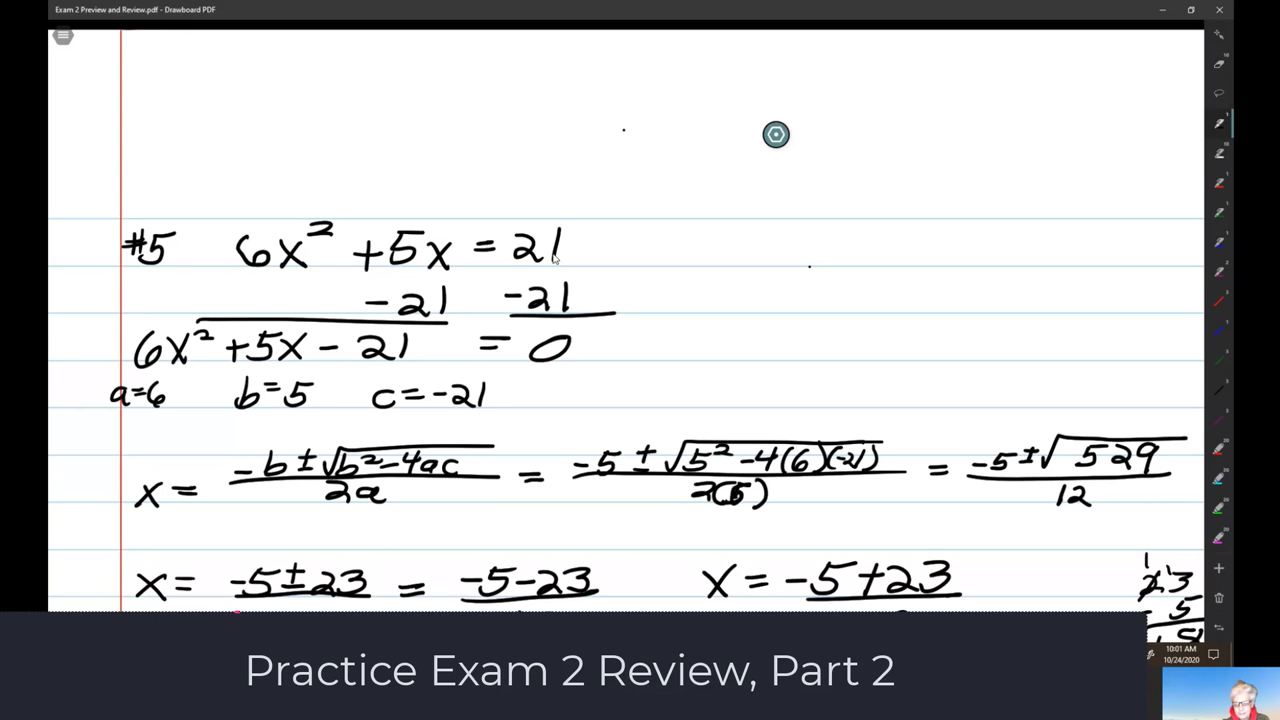 Exam 2 Preview and Review.pdf - Drawboard PDF
#5 6x² +5x = 21
-21 -21
6x² +5x - 21 = 0
a=6 b=5 c=-21
x = -b ± √b²-4ac / 2a = -5 ± √5² -4(6)(-21) / 2(6) = -5 ± √529 / 12
x = -5 ± 23 = -5-23 x = -5+23
Practice Exam 2 Review, Part 2
10:01 AM
10/24/2020